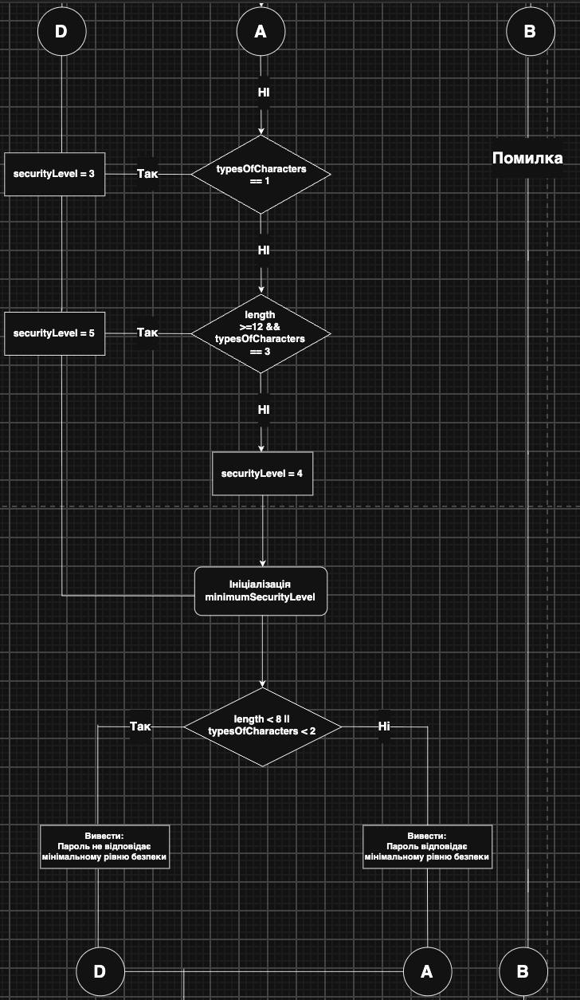 D
A
B
НІ
Помилка
securityLevel = 3
Так
typesOfCharacters
== 1
НІ
securityLevel = 5
Так
length
>=12 &&
typesOfCharacters
== 3
НІ
securityLevel = 4
Ініціалізація
minimumSecurityLevel
Так
length < 8 ||
typesOfCharacters < 2
Ні
Вивести:
Пароль не відповідає
мінімальному рівню безпеки
Вивести:
Пароль відповідає
мінімальному рівню безпеки
D
A
B